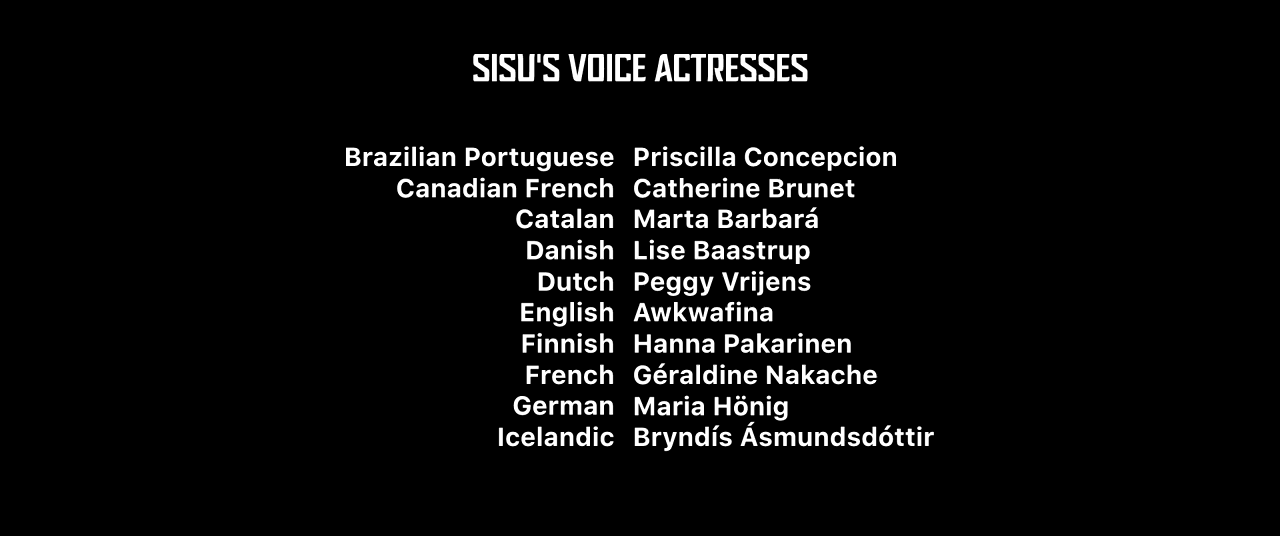 SISU'S VOICE ACTRESSES
Brazilian Portuguese Priscilla Concepcion
Canadian French Catherine Brunet
Catalan Marta Barbará
Danish Lise Baastrup
Dutch Peggy Vrijens
English Awkwafina
Finnish Hanna Pakarinen
French Géraldine Nakache
German Maria Hönig
Icelandic Bryndís Ásmundsdóttir